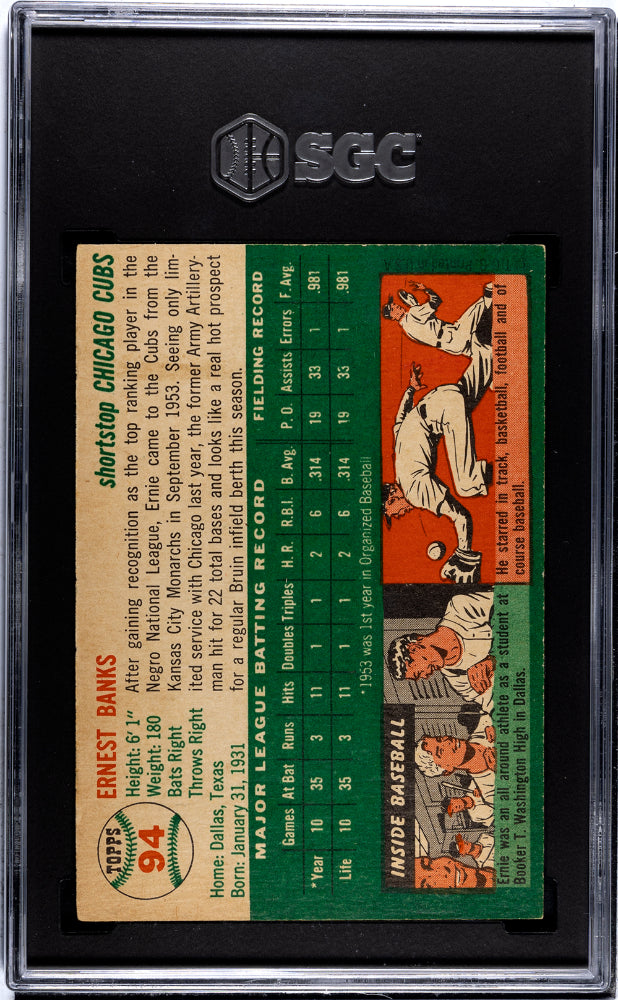 SGC
TOPPS
94
ERNEST BANKS
shortstop CHICAGO CUBS
Height: 6' 1"
Weight: 180
Bats Right
Throws Right
Home: Dallas, Texas
Born: January 31, 1931
After gaining recognition as the top ranking player in the
Negro National League, Ernie came to the Cubs from the
Kansas City Monarchs in September 1953. Seeing only lim-
ited service with Chicago last year, the former Army Artillery-
man hit for 22 total bases and looks like a real hot prospect
for a regular Bruin infield berth this season.
MAJOR LEAGUE BATTING RECORD FIELDING RECORD
Games At Bat Runs Hits Doubles Triples H.R. R.B.I. B. Avg. P.O. Assists Errors F. Avg.
*Year 10 35 3 11 1 1 2 6 .314 19 33 1 .981
Life 10 35 3 11 1 1 2 6 .314 19 33 1 .981
*1953 was 1st year in Organized Baseball
INSIDE BASEBALL
Ernie was an all around athlete as a student at
Booker T. Washington High in Dallas.
He starred in track, basketball, football and of
course baseball.